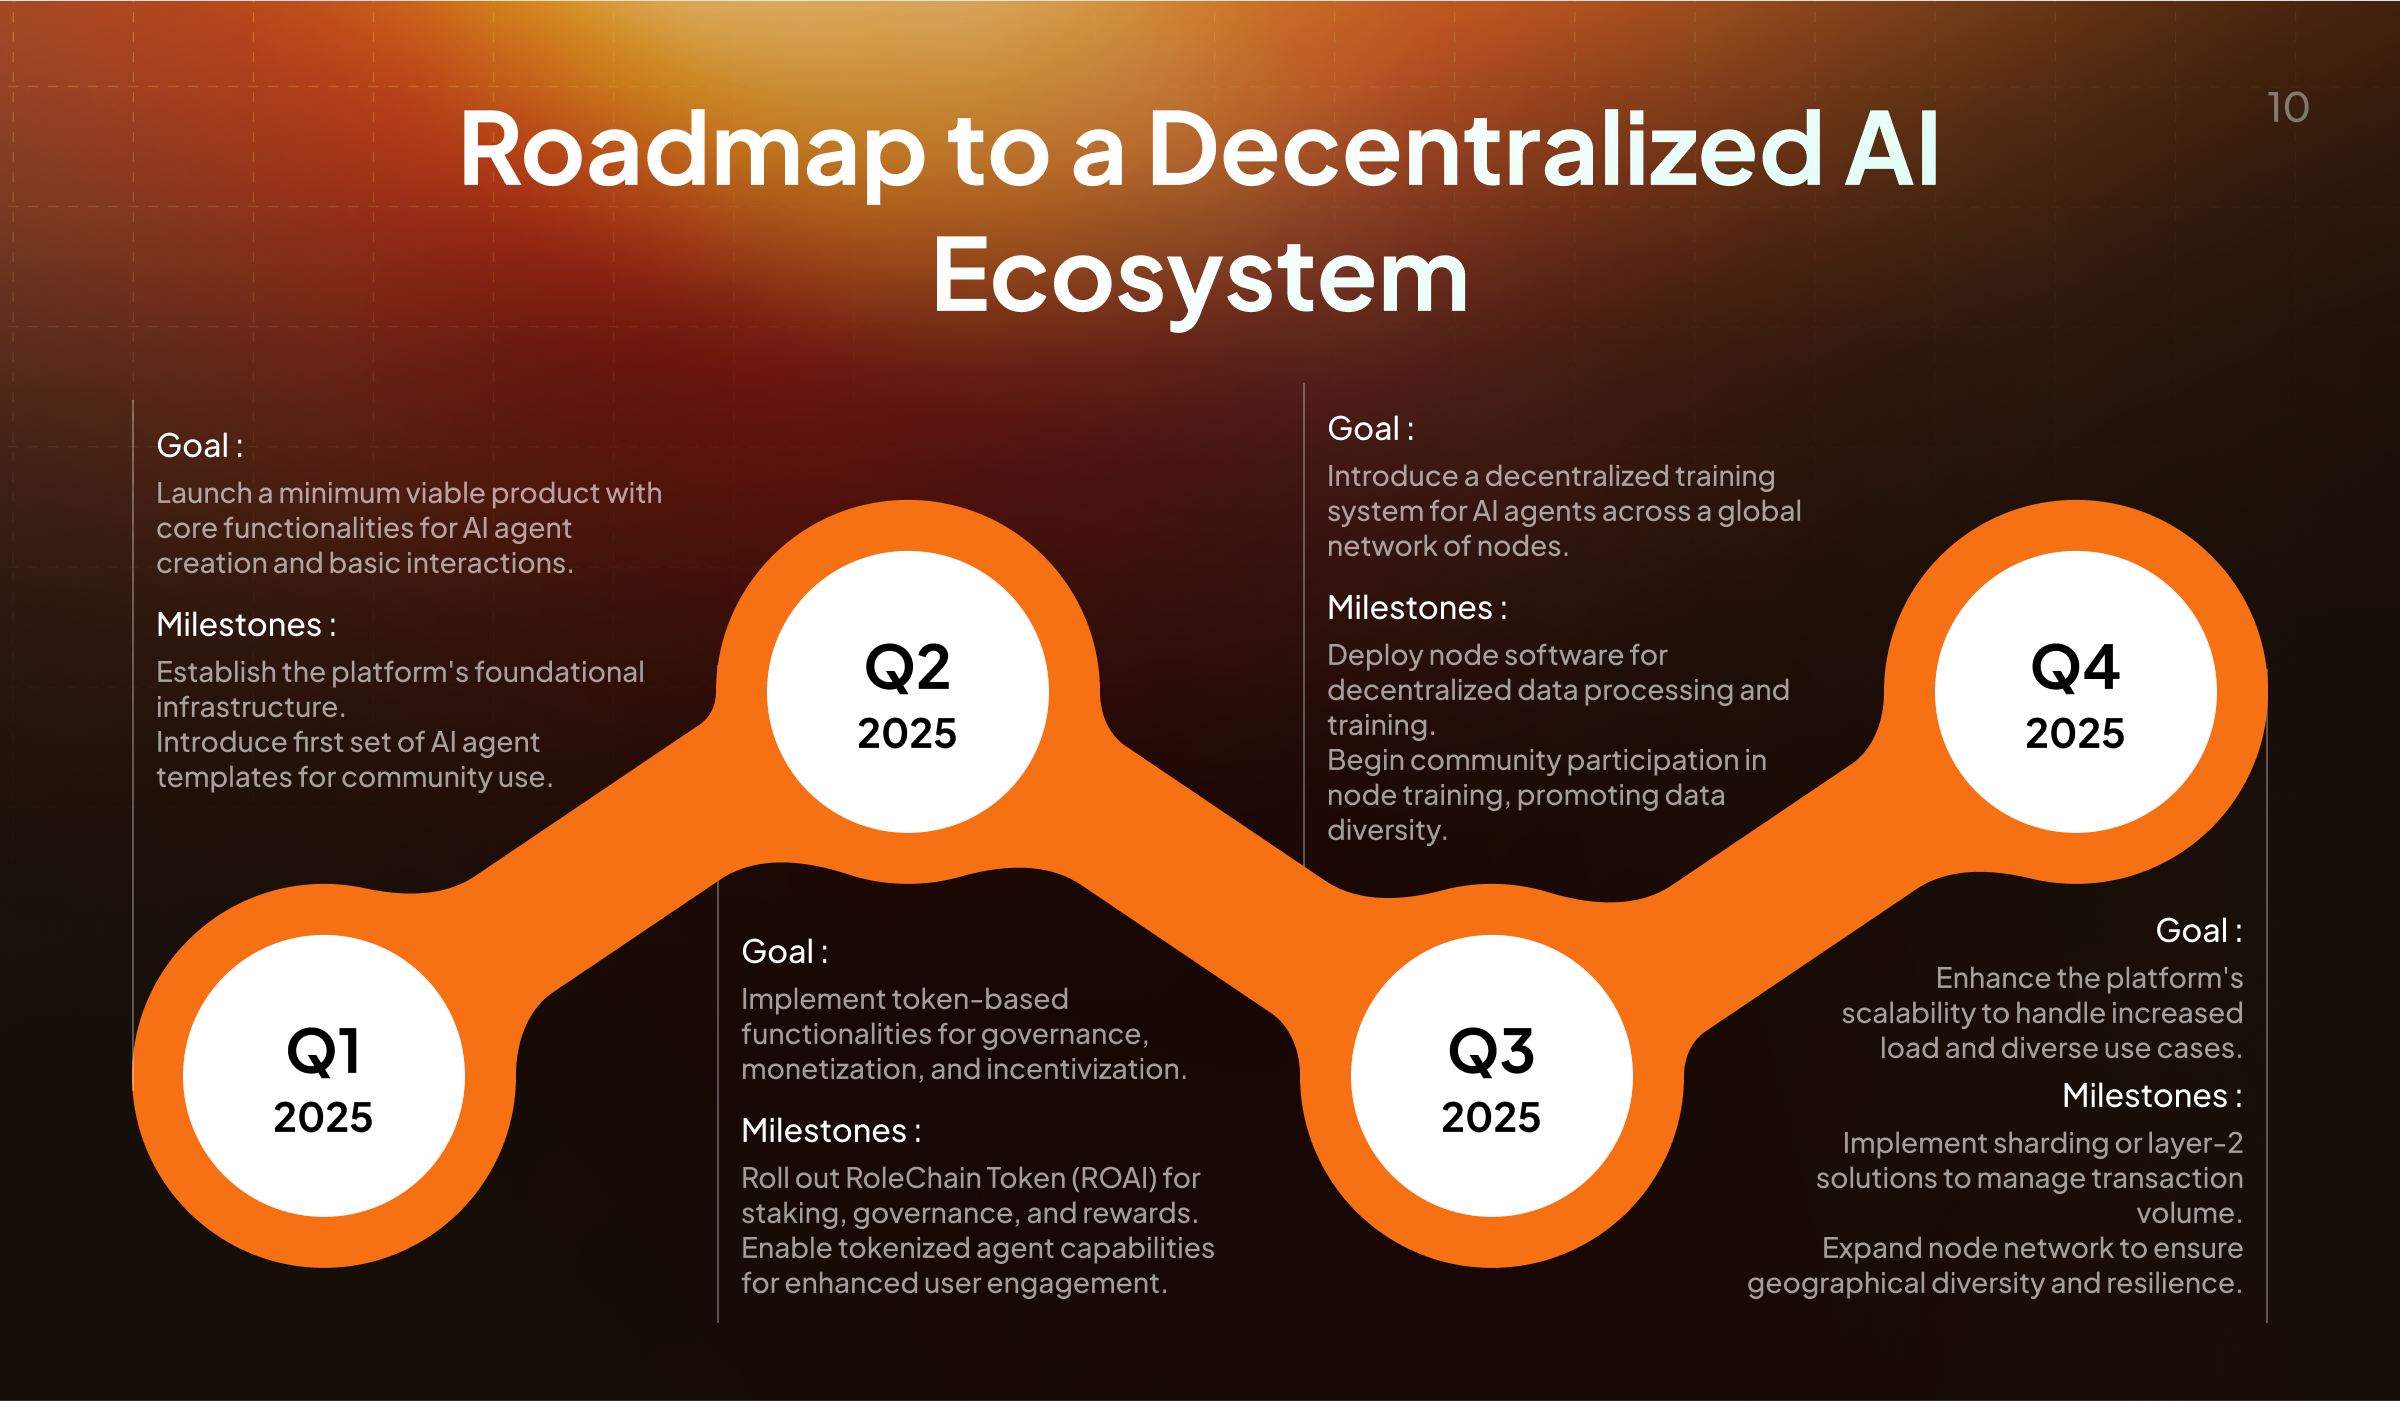 10
Roadmap to a Decentralized AI
Ecosystem
Goal :
Launch a minimum viable product with
core functionalities for AI agent
creation and basic interactions.
Milestones :
Establish the platform's foundational
infrastructure.
Introduce first set of AI agent
templates for community use.
Q1
2025
Q2
2025
Goal :
Implement token-based
functionalities for governance,
monetization, and incentivization.
Milestones :
Roll out RoleChain Token (ROAI) for
staking, governance, and rewards.
Enable tokenized agent capabilities
for enhanced user engagement.
Goal :
Introduce a decentralized training
system for AI agents across a global
network of nodes.
Milestones :
Deploy node software for
decentralized data processing and
training.
Begin community participation in
node training, promoting data
diversity.
Q3
2025
Q4
2025
Goal :
Enhance the platform's
scalability to handle increased
load and diverse use cases.
Milestones :
Implement sharding or layer-2
solutions to manage transaction
volume.
Expand node network to ensure
geographical diversity and resilience.